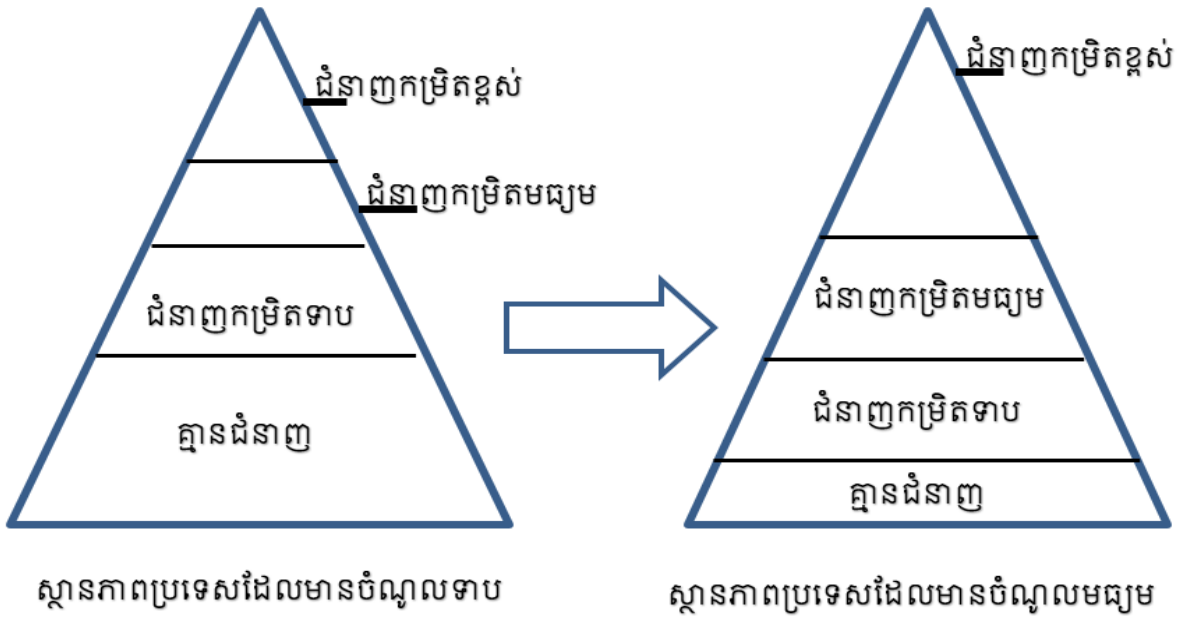 ជំនាញកម្រិតខ្ពស់
ជំនាញកម្រិតមធ្យម
ជំនាញកម្រិតទាប
គ្មានជំនាញ
ស្ថានភាពប្រទេសដែលមានចំណូលទាប
ជំនាញកម្រិតខ្ពស់
ជំនាញកម្រិតមធ្យម
ជំនាញកម្រិតទាប
គ្មានជំនាញ
ស្ថានភាពប្រទេសដែលមានចំណូលមធ្យម